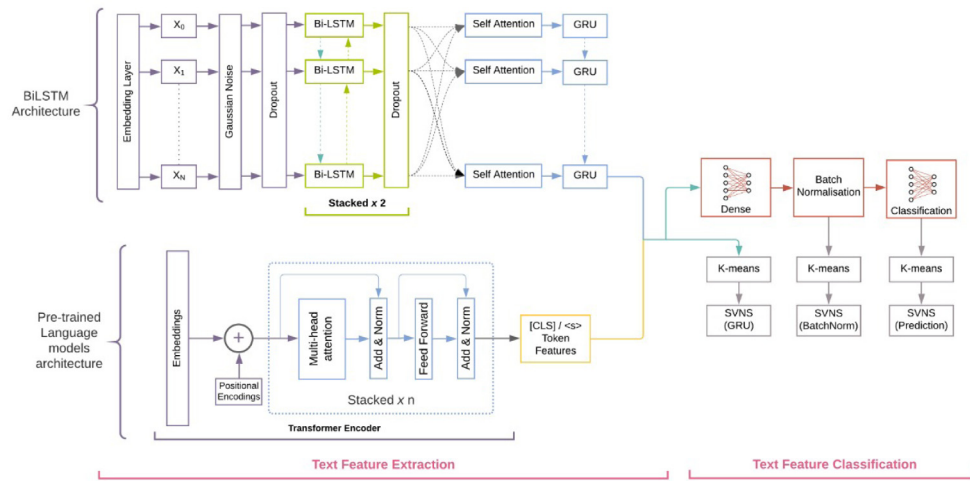 BiLSTM
Architecture
Embedding Layer
X0
X1
XN
Gaussian Noise
Dropout
Bi-LSTM
Bi-LSTM
Bi-LSTM
Dropout
Stacked x 2
Self Attention
Self Attention
Self Attention
GRU
GRU
GRU
Dense
Batch
Normalisation
Classification
K-means
K-means
K-means
SVNS
(GRU)
SVNS
(BatchNorm)
SVNS
(Prediction)
Pre-trained
Language
models
architecture
Embeddings
+
Positional
Encodings
Multi-head
attention
Add & Norm
Feed Forward
Add & Norm
Stacked x n
[CLS] / <s>
Token
Features
Transformer Encoder
Text Feature Extraction
Text Feature Classification